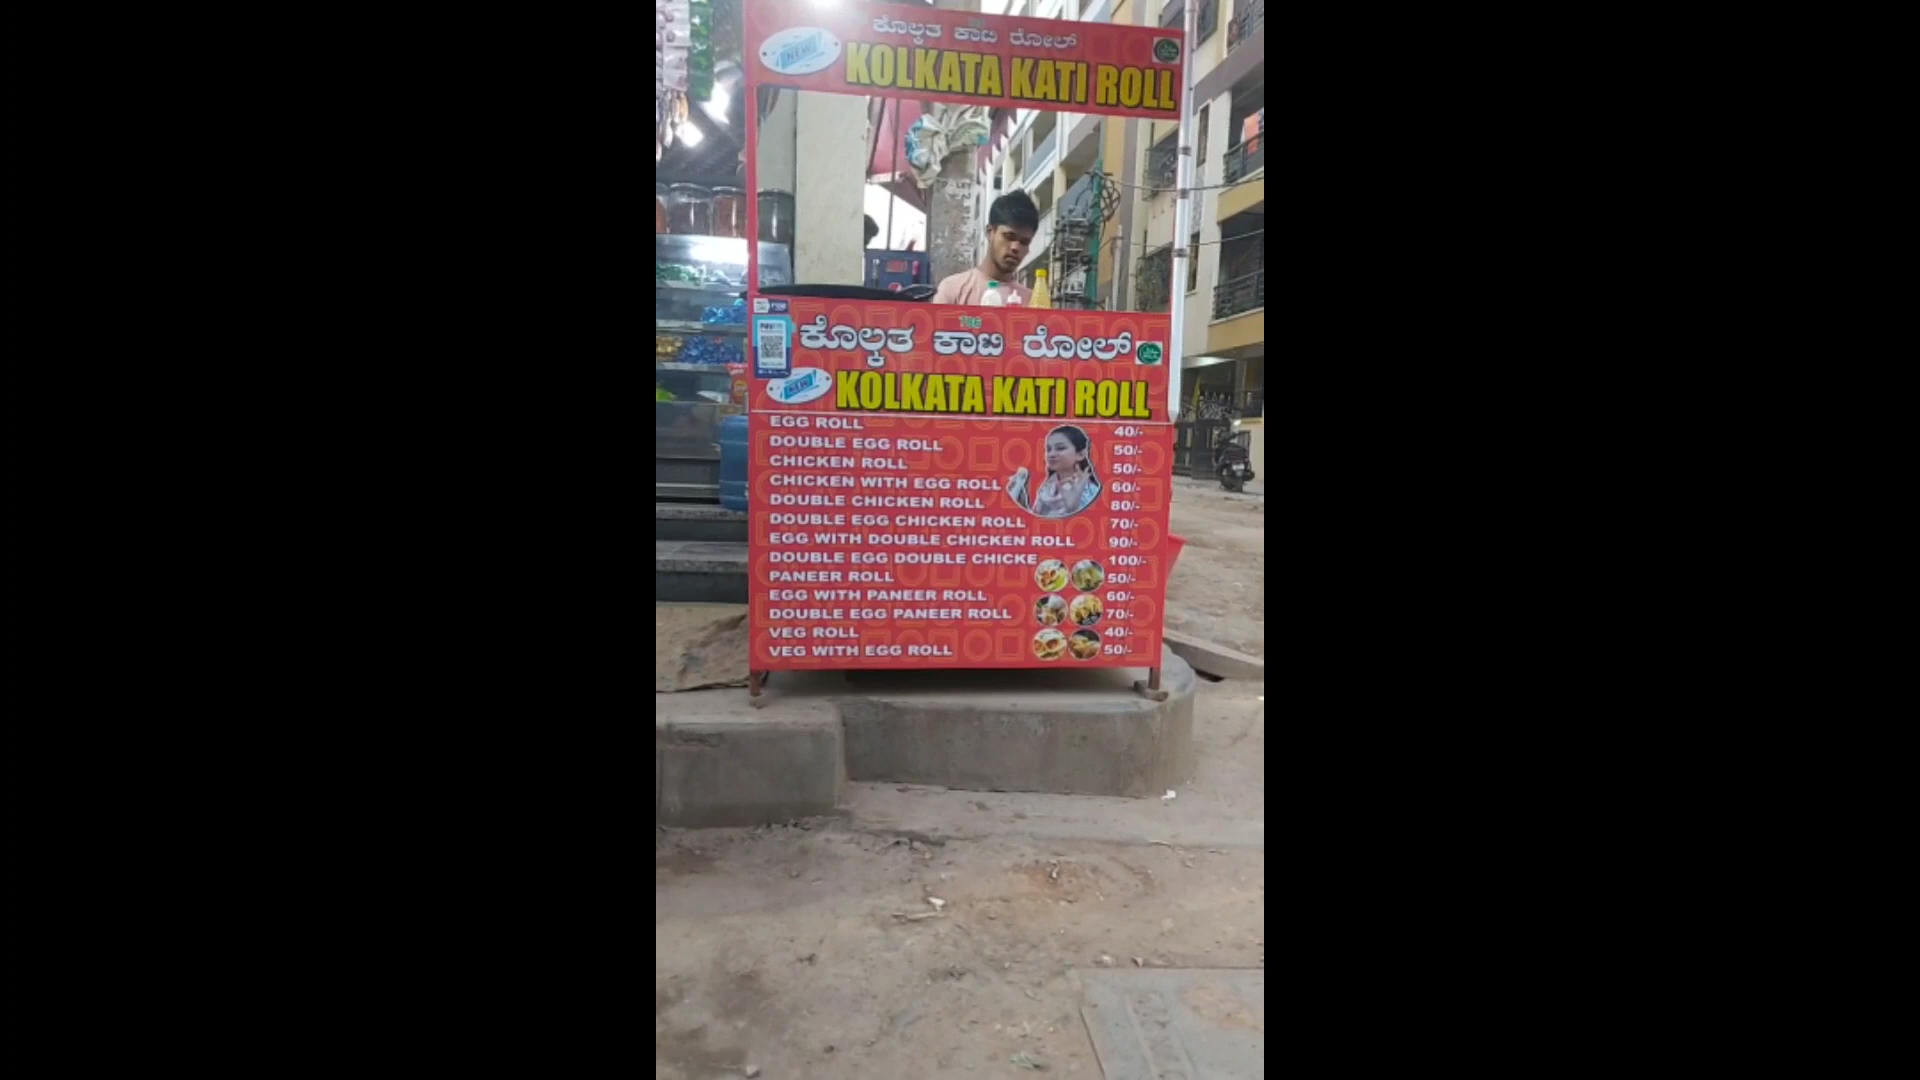 ಕೊಲ್ಕತ ಕಾಟಿ ರೋಲ್
NEW
KOLKATA KATI ROLL
786
ಕೊಲ್ಕತ ಕಾಟಿ ರೋಲ್
NEW
KOLKATA KATI ROLL
EGG ROLL 40/-
DOUBLE EGG ROLL 50/-
CHICKEN ROLL 50/-
CHICKEN WITH EGG ROLL 60/-
DOUBLE CHICKEN ROLL 80/-
DOUBLE EGG CHICKEN ROLL 70/-
EGG WITH DOUBLE CHICKEN ROLL 90/-
DOUBLE EGG DOUBLE CHICKE 100/-
PANEER ROLL 50/-
EGG WITH PANEER ROLL 60/-
DOUBLE EGG PANEER ROLL 70/-
VEG ROLL 40/-
VEG WITH EGG ROLL 50/-